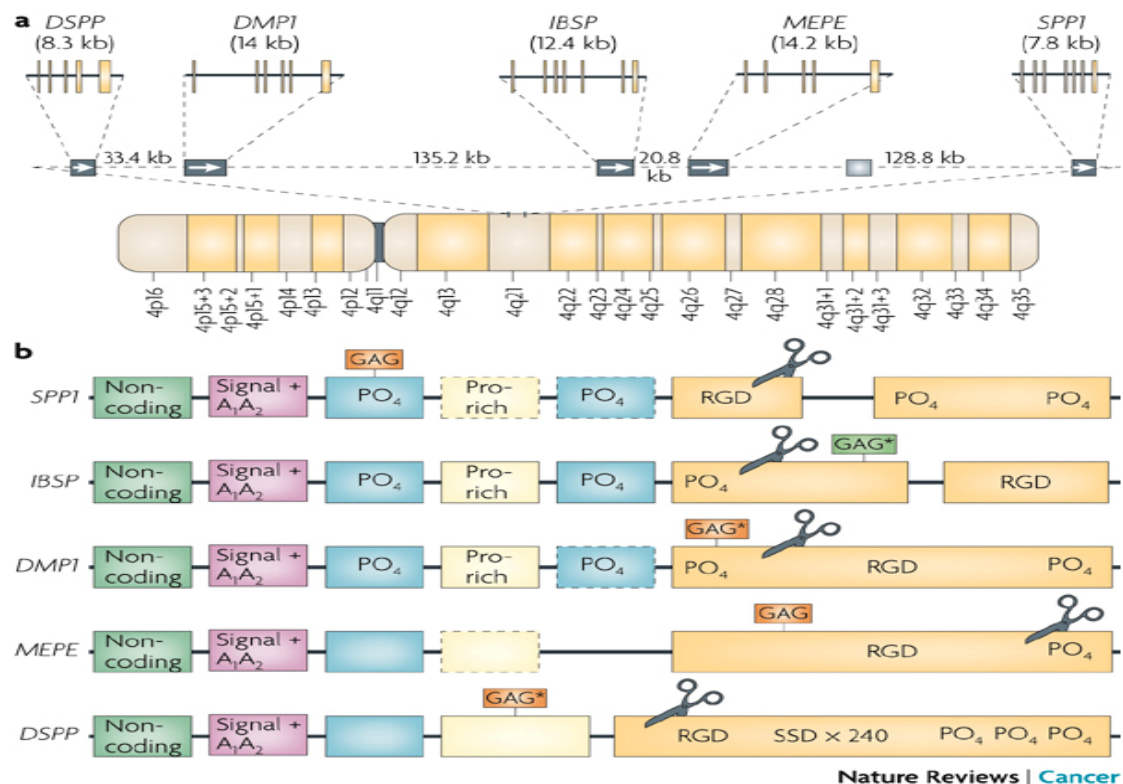 a
DSPP DMP1 IBSP MEPE SPP1
(8.3 kb) (14 kb) (12.4 kb) (14.2 kb) (7.8 kb)
33.4 kb 135.2 kb 20.8 kb 128.8 kb
4p16 4p15+3 4p15+2 4p15+1 4p14 4p13 4p12 4q11 4q12 4q13 4q21 4q22 4q23 4q24 4q25 4q26 4q27 4q28 4q31+1 4q31+2 4q31+3 4q32 4q33 4q34 4q35
b
GAG
SPP1 Non-coding Signal + A₁A₂ PO₄ Pro-rich PO₄ RGD PO₄ PO₄
GAG*
IBSP Non-coding Signal + A₁A₂ PO₄ Pro-rich PO₄ PO₄ RGD
GAG*
DMP1 Non-coding Signal + A₁A₂ PO₄ Pro-rich PO₄ PO₄ RGD PO₄
GAG
MEPE Non-coding Signal + A₁A₂ RGD PO₄
GAG*
DSPP Non-coding Signal + A₁A₂ RGD SSD × 240 PO₄ PO₄ PO₄
Nature Reviews | Cancer